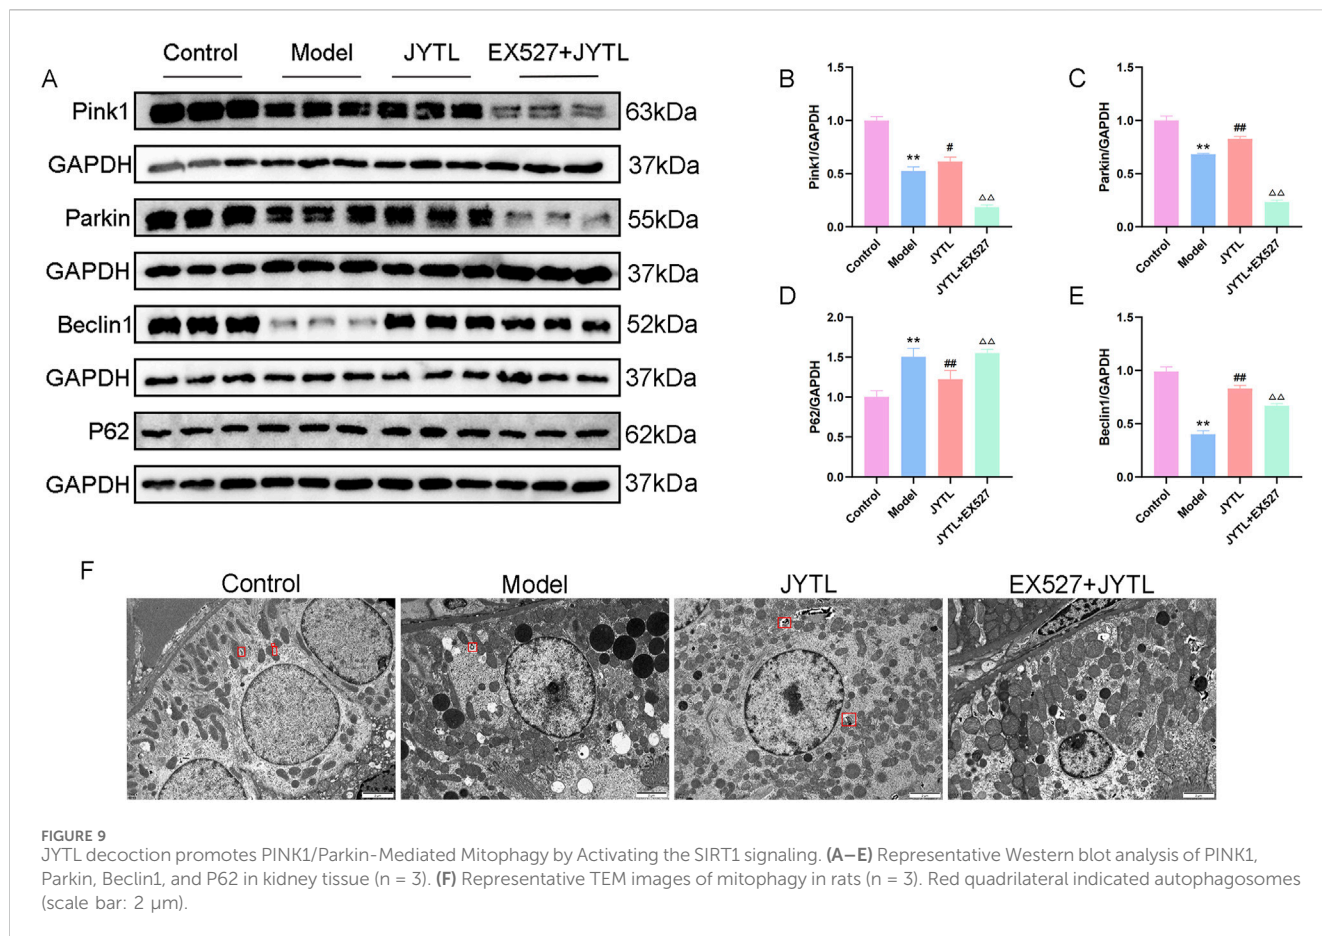 Control Model JYTL EX527+JYTL
A
Pink1 63kDa
GAPDH 37kDa
Parkin 55kDa
GAPDH 37kDa
Beclin1 52kDa
GAPDH 37kDa
P62 62kDa
GAPDH 37kDa
B
Pink1/GAPDH
1.5
1.0
0.5
0.0
**
#
△△
Control
Model
JYTL
JYTL+EX527
C
Parkin/GAPDH
1.5
1.0
0.5
0.0
**
##
△△
Control
Model
JYTL
JYTL+EX527
D
P62/GAPDH
2.0
1.5
1.0
0.5
0.0
**
##
△△
Control
Model
JYTL
JYTL+EX527
E
Beclin1/GAPDH
1.5
1.0
0.5
0.0
**
##
△△
Control
Model
JYTL
JYTL+EX527
F
Control Model JYTL EX527+JYTL
FIGURE 9
JYTL decoction promotes PINK1/Parkin-Mediated Mitophagy by Activating the SIRT1 signaling. (A–E) Representative Western blot analysis of PINK1,
Parkin, Beclin1, and P62 in kidney tissue (n = 3). (F) Representative TEM images of mitophagy in rats (n = 3). Red quadrilateral indicated autophagosomes
(scale bar: 2 μm).